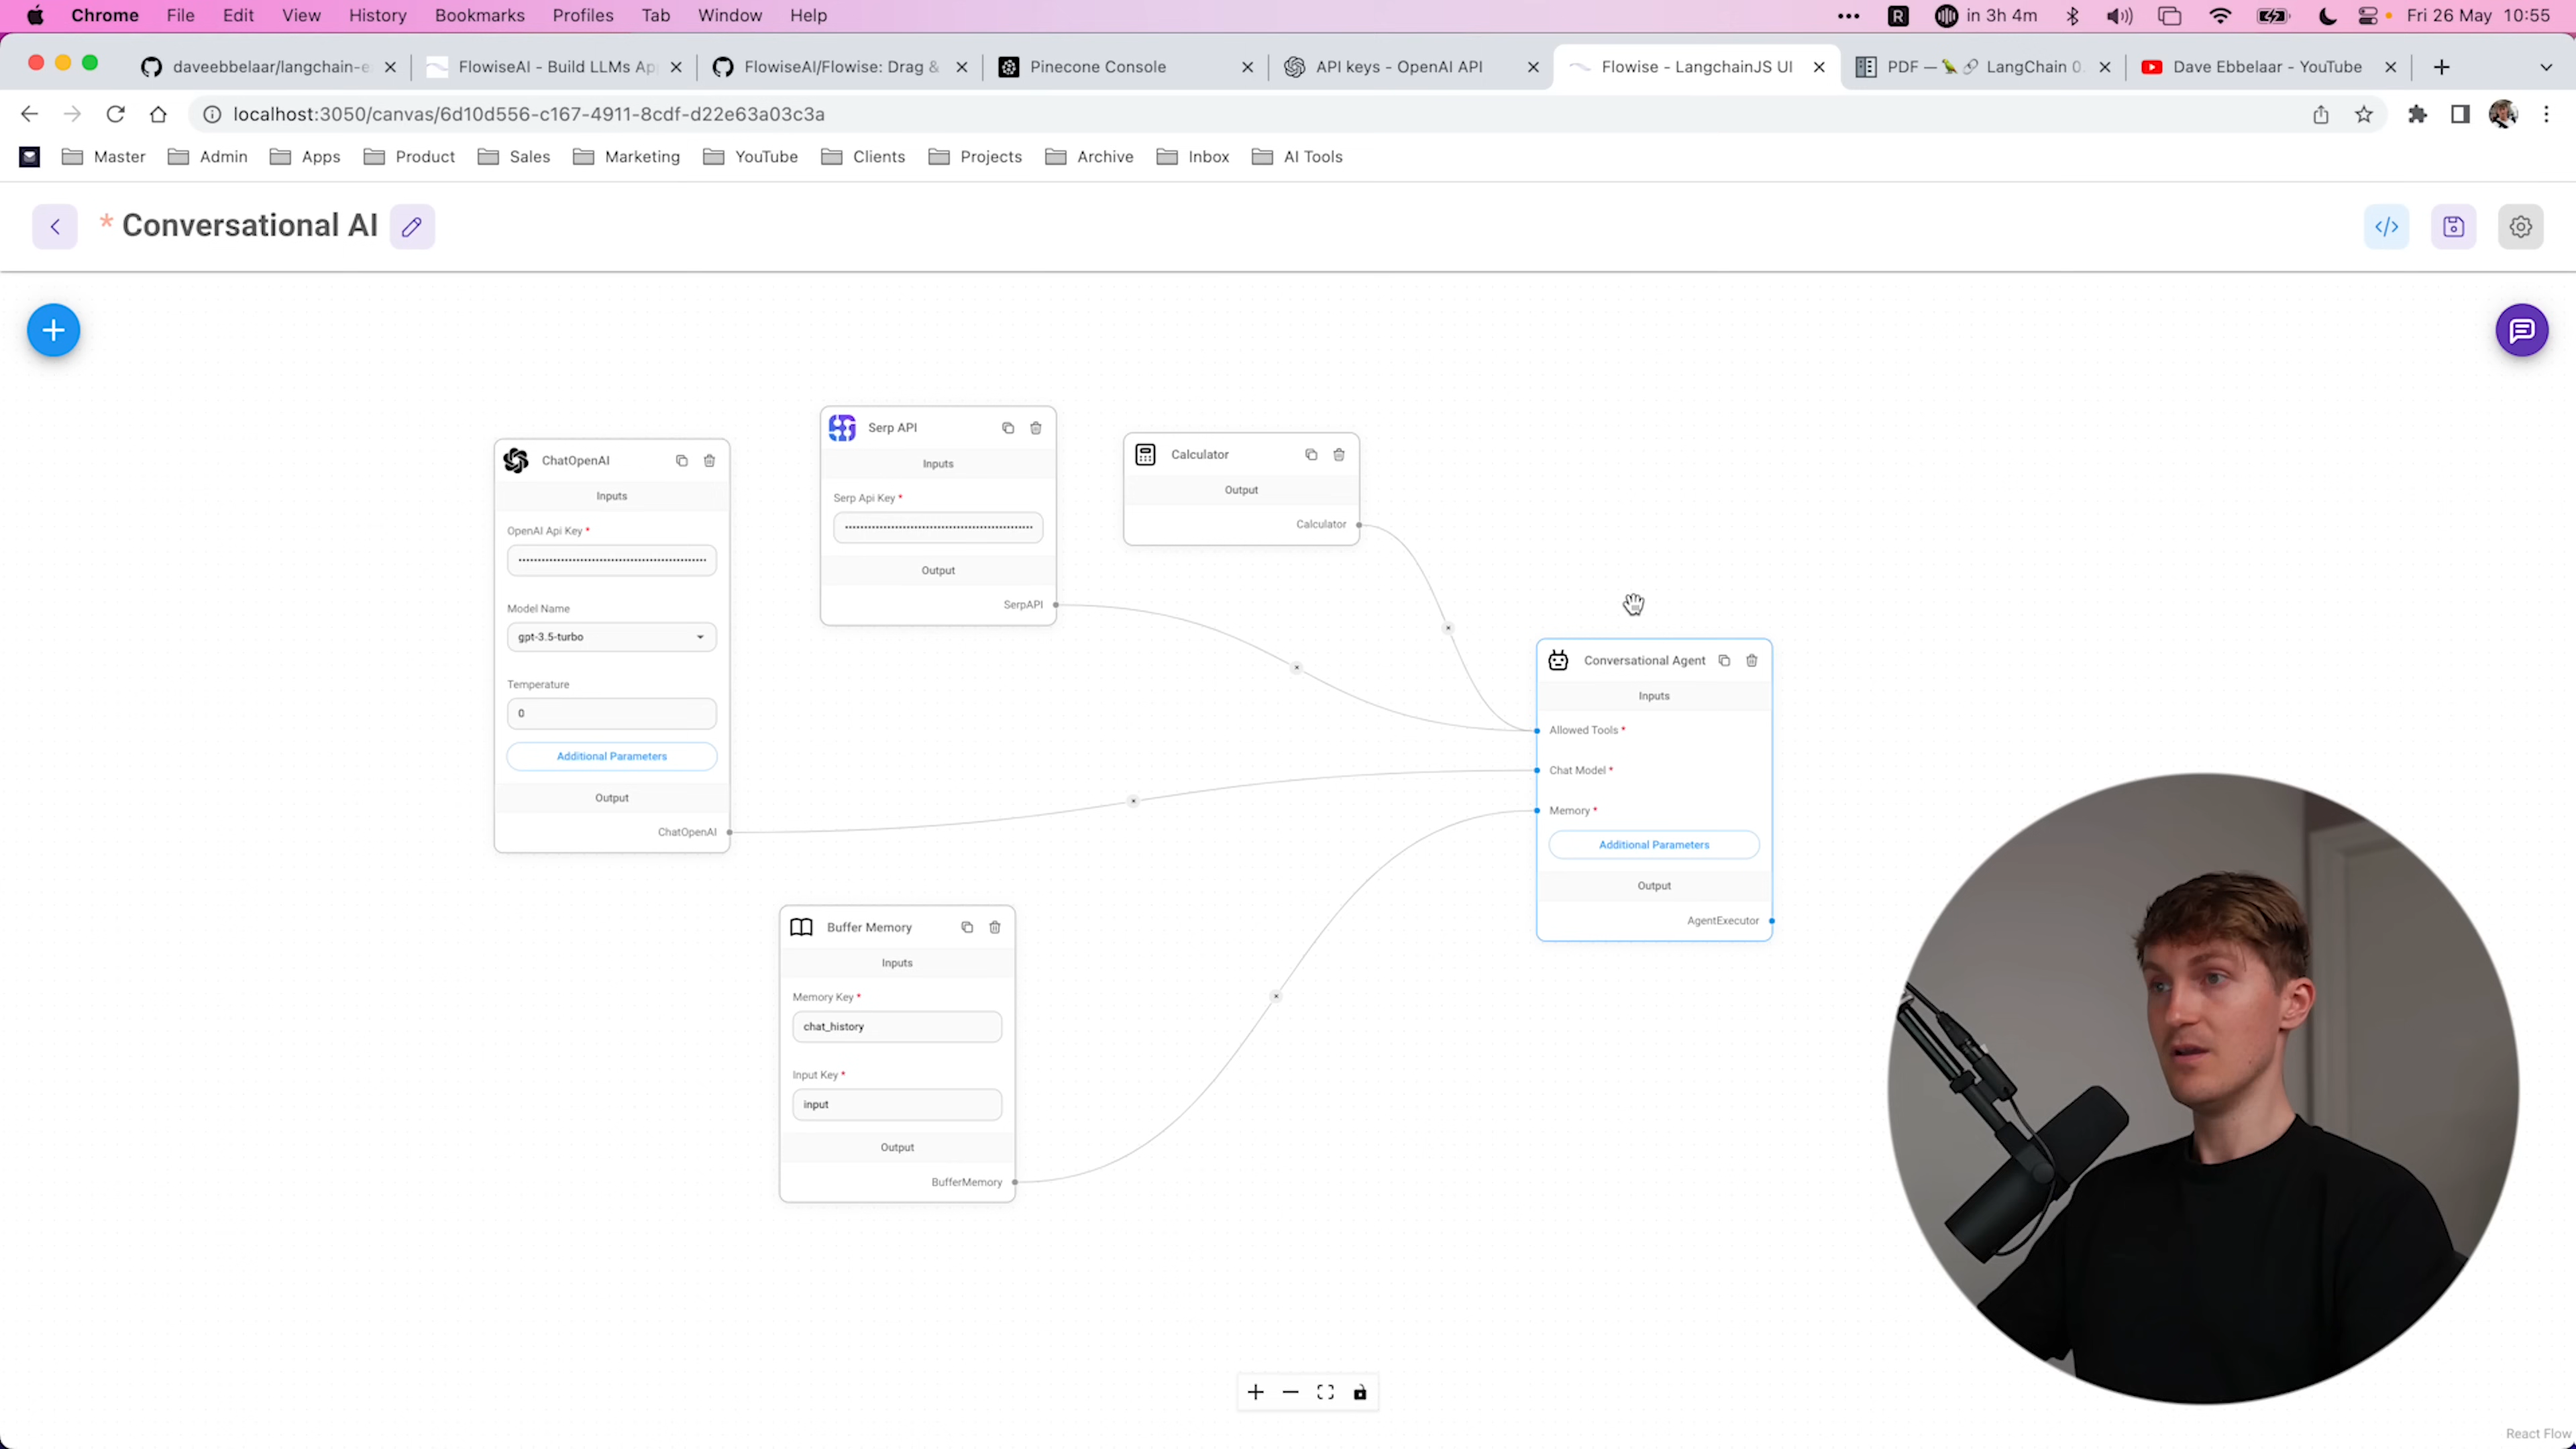 Chrome File Edit View History Bookmarks Profiles Tab Window Help
in 3h 4m Fri 26 May 10:55
daveebbelaar/langchain-e
FlowiseAI - Build LLMs Ap
FlowiseAI/Flowise: Drag &
Pinecone Console
API keys - OpenAI API
Flowise - LangchainJS UI
PDF — LangChain 0.
Dave Ebbelaar - YouTube
localhost:3050/canvas/6d10d556-c167-4911-8cdf-d22e63a03c3a
Master Admin Apps Product Sales Marketing YouTube Clients Projects Archive Inbox AI Tools
* Conversational AI
ChatOpenAI
Inputs
OpenAI Api Key *
Model Name
gpt-3.5-turbo
Temperature
0
Additional Parameters
Output
ChatOpenAI
Serp API
Inputs
Serp Api Key *
Output
SerpAPI
Calculator
Output
Calculator
Conversational Agent
Inputs
Allowed Tools *
Chat Model *
Memory *
Additional Parameters
Output
AgentExecutor
Buffer Memory
Inputs
Memory Key *
chat_history
Input Key *
input
Output
BufferMemory
React Flow